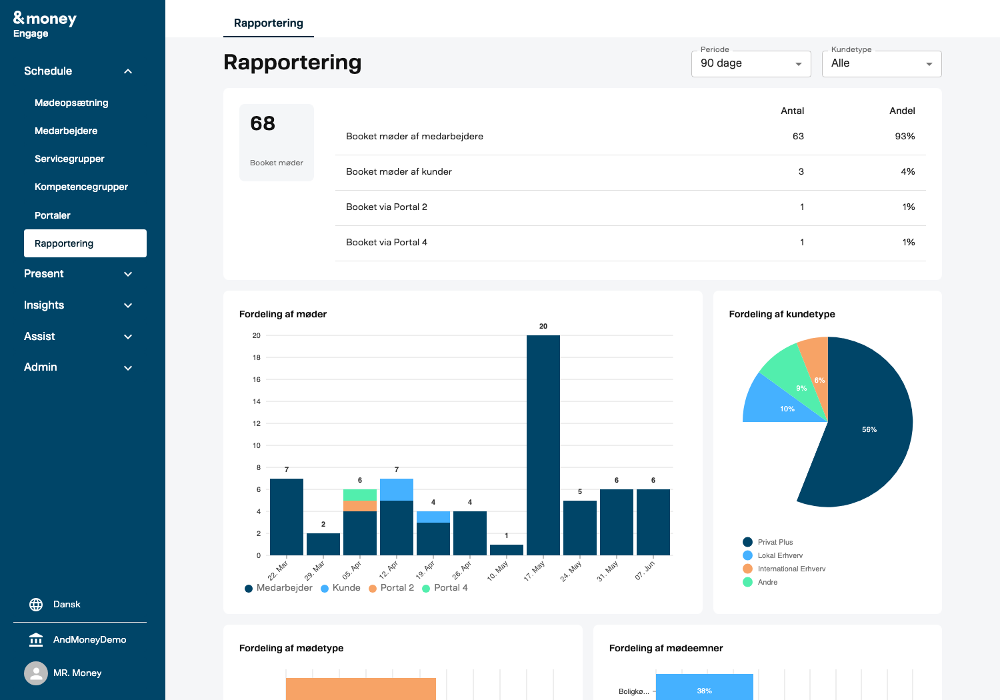 &money
Engage
Schedule
Mødeopsætning
Medarbejdere
Servicegrupper
Kompetencegrupper
Portaler
Rapportering
Present
Insights
Assist
Admin
Dansk
AndMoneyDemo
MR. Money
Rapportering
Rapportering
Periode
90 dage
Kundetype
Alle
68
Booket møder
Antal Andel
Booket møder af medarbejdere 63 93%
Booket møder af kunder 3 4%
Booket via Portal 2 1 1%
Booket via Portal 4 1 1%
Fordeling af møder
20
18
16
14
12
10
8
6
4
2
0
7 2 6 7 4 4 1 20 5 6 6
22. Mar 29. Mar 05. Apr 12. Apr 19. Apr 26. Apr 10. May 17. May 24. May 31. May 07. Jun
Medarbejder Kunde Portal 2 Portal 4
Fordeling af kundetype
6%
9%
10%
56%
Privat Plus
Lokal Erhverv
International Erhverv
Andre
Fordeling af mødetype
Fordeling af mødeemner
Boligkø... 38%